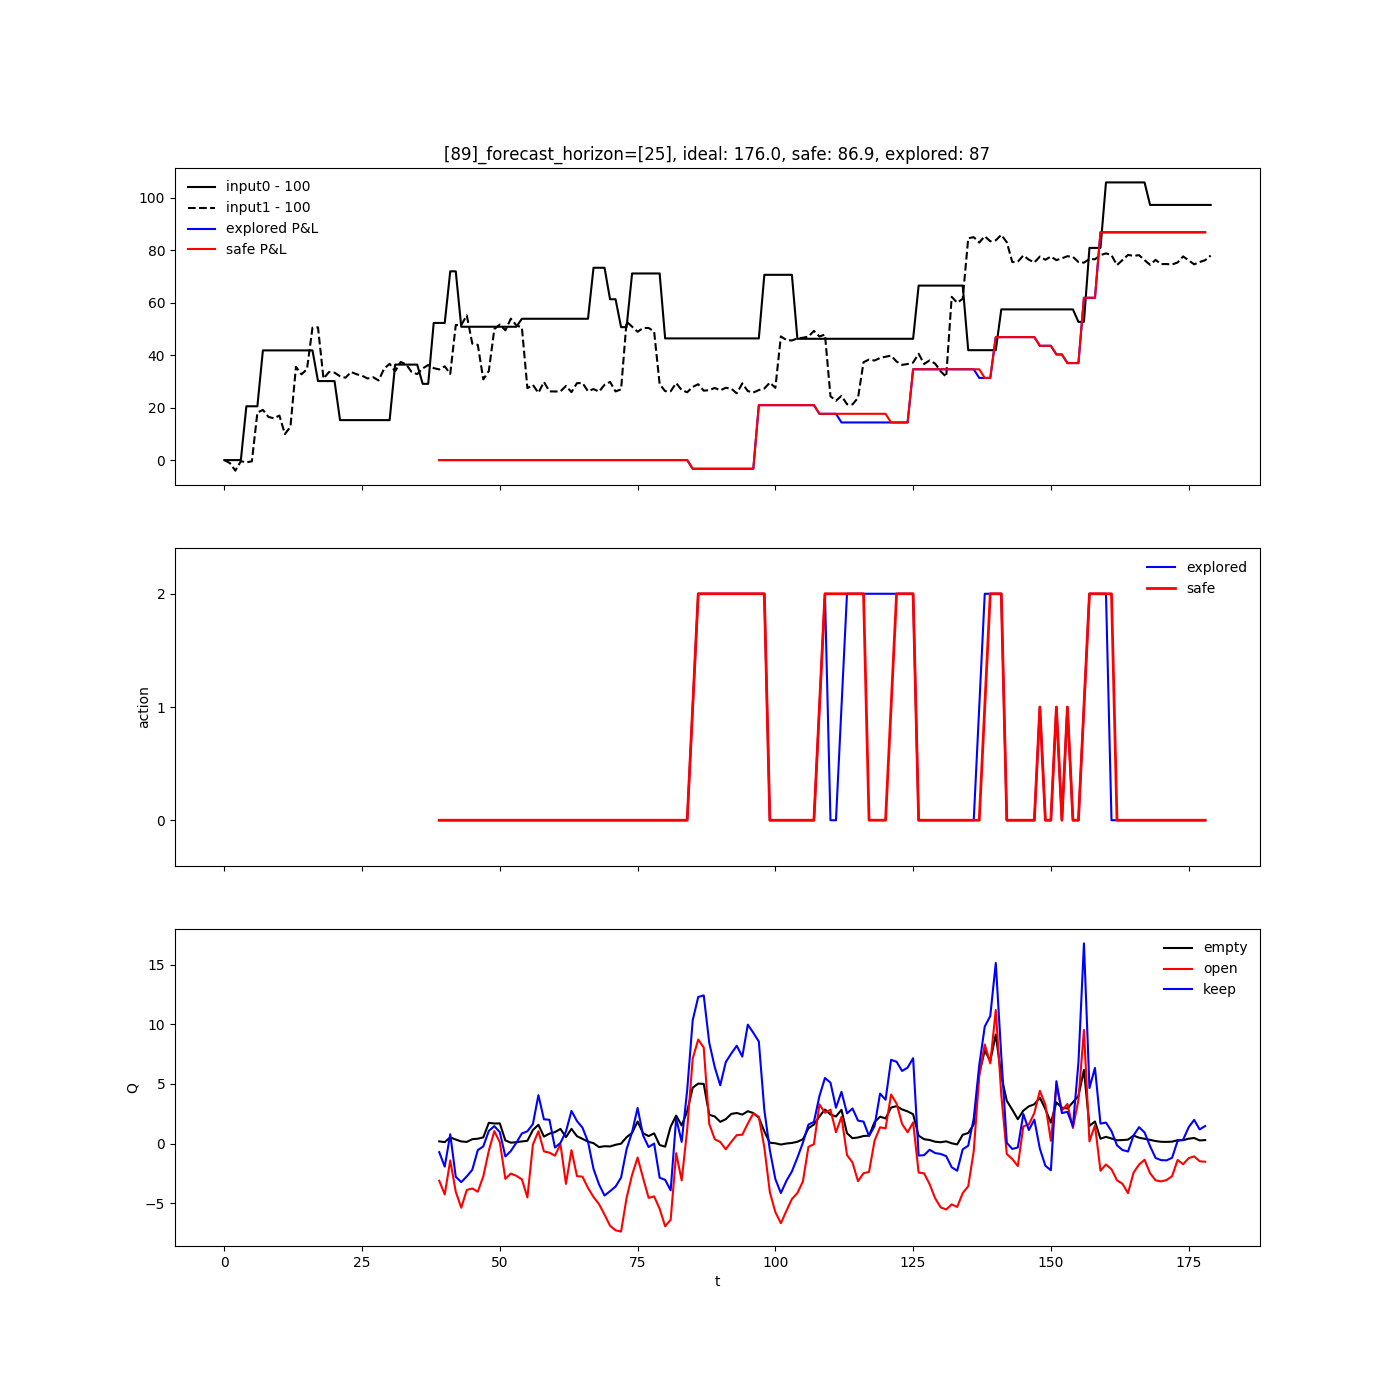 [89]_forecast_horizon=[25], ideal: 176.0, safe: 86.9, explored: 87
input0 - 100
input1 - 100
explored P&L
safe P&L
100
80
60
40
20
0
explored
safe
2
1
0
action
empty
open
keep
15
10
5
0
−5
Q
0 25 50 75 100 125 150 175
t